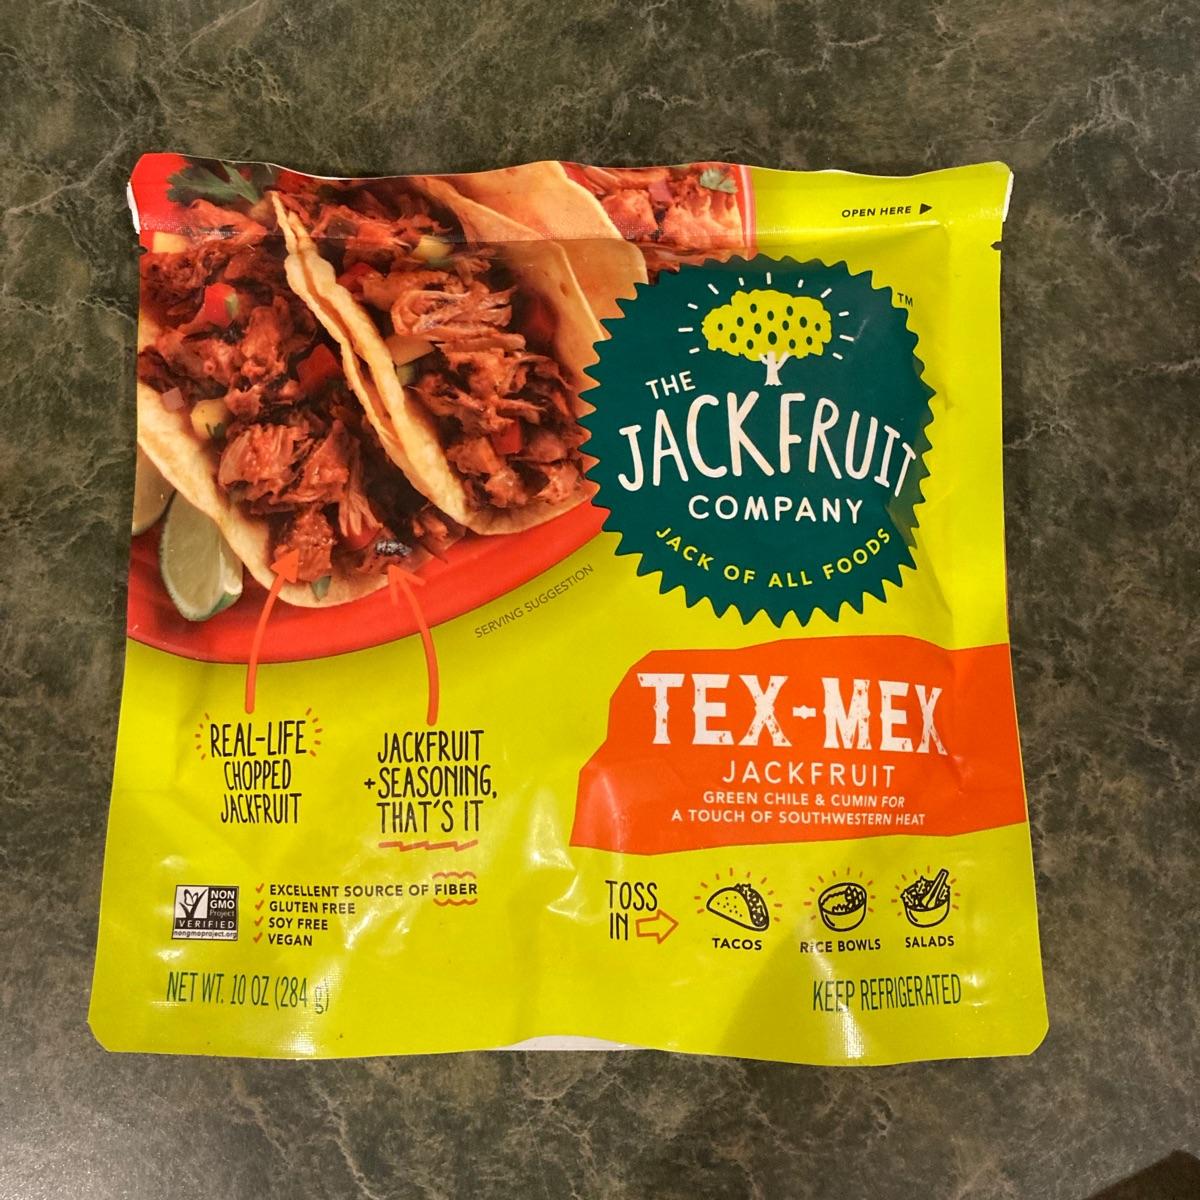 OPEN HERE
THE
JACKFRUIT
COMPANY
JACK OF ALL FOODS
TM
SERVING SUGGESTION
TEX-MEX
JACKFRUIT
GREEN CHILE & CUMIN FOR
A TOUCH OF SOUTHWESTERN HEAT
REAL-LIFE
CHOPPED
JACKFRUIT
JACKFRUIT
+SEASONING,
THAT'S IT
NON
GMO
Project
VERIFIED
nongmoproject.org
EXCELLENT SOURCE OF FIBER
GLUTEN FREE
SOY FREE
VEGAN
TOSS
IN
TACOS
RICE BOWLS
SALADS
NET WT. 10 OZ (284 g)
KEEP REFRIGERATED